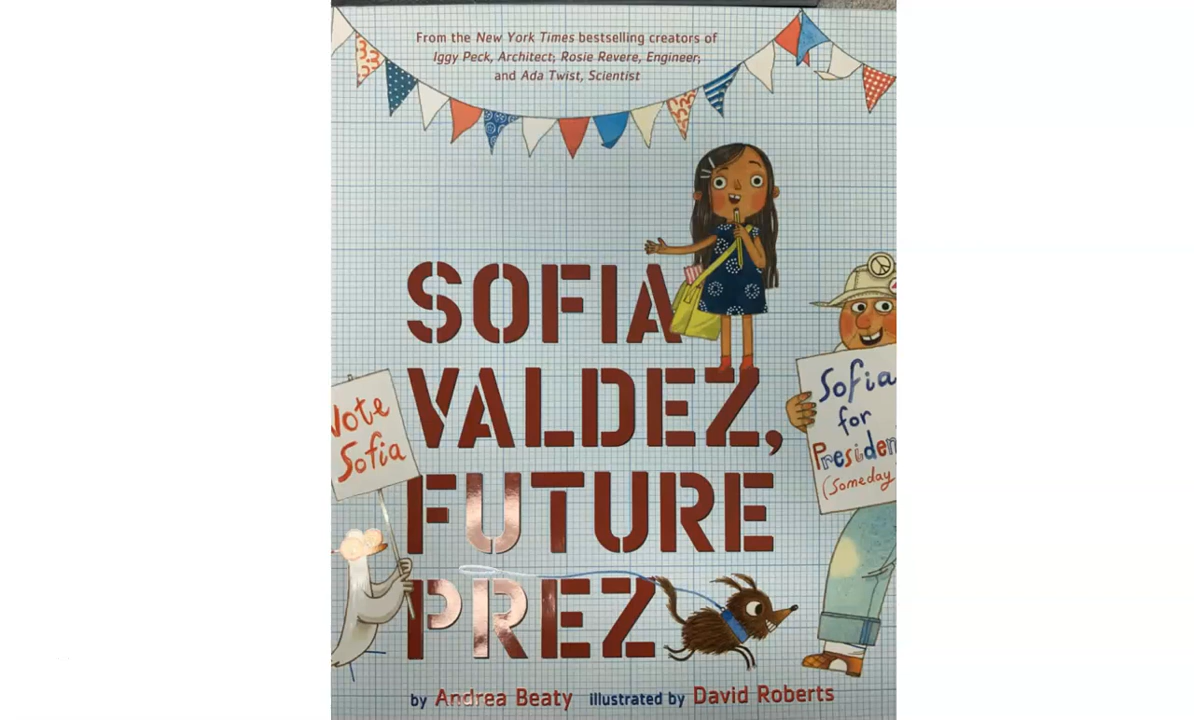 From the New York Times bestselling creators of
Iggy Peck, Architect; Rosie Revere, Engineer;
and Ada Twist, Scientist
SOFIA
VALDEZ,
FUTURE
PREZ
Vote
Sofia
Sofia
for
Presiden
(Someday
by Andrea Beaty illustrated by David Roberts